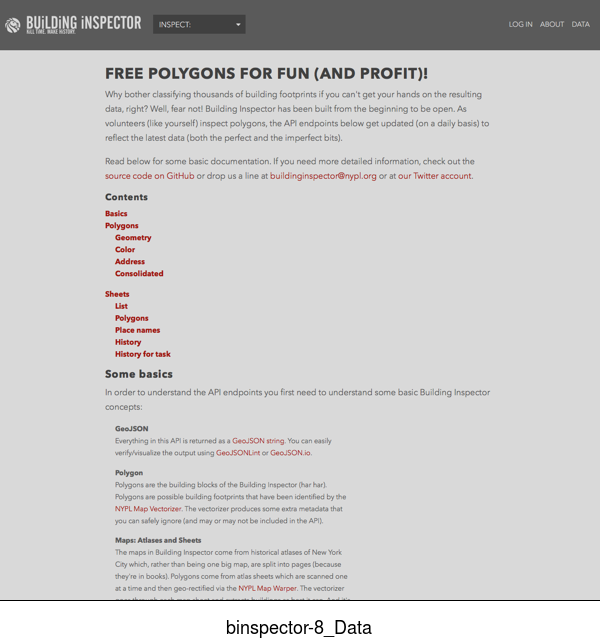 BUiLDiNG iNSPECTOR
KILL TIME. MAKE HISTORY.
INSPECT:
LOG IN ABOUT DATA
FREE POLYGONS FOR FUN (AND PROFIT)!
Why bother classifying thousands of building footprints if you can't get your hands on the resulting
data, right? Well, fear not! Building Inspector has been built from the beginning to be open. As
volunteers (like yourself) inspect polygons, the API endpoints below get updated (on a daily basis) to
reflect the latest data (both the perfect and the imperfect bits).
Read below for some basic documentation. If you need more detailed information, check out the
source code on GitHub or drop us a line at buildinginspector@nypl.org or at our Twitter account.
Contents
Basics
Polygons
Geometry
Color
Address
Consolidated
Sheets
List
Polygons
Place names
History
History for task
Some basics
In order to understand the API endpoints you first need to understand some basic Building Inspector
concepts:
GeoJSON
Everything in this API is returned as a GeoJSON string. You can easily
verify/visualize the output using GeoJSONLint or GeoJSON.io.
Polygon
Polygons are the building blocks of the Building Inspector (har har).
Polygons are possible building footprints that have been identified by the
NYPL Map Vectorizer. The vectorizer produces some extra metadata that
you can safely ignore (and may or may not be included in the API).
Maps: Atlases and Sheets
The maps in Building Inspector come from historical atlases of New York
City which, rather than being one big map, are split into pages (because
they're in books). Polygons come from atlas sheets which are scanned one
at a time and then geo-rectified via the NYPL Map Warper. The vectorizer
binspector-8_Data